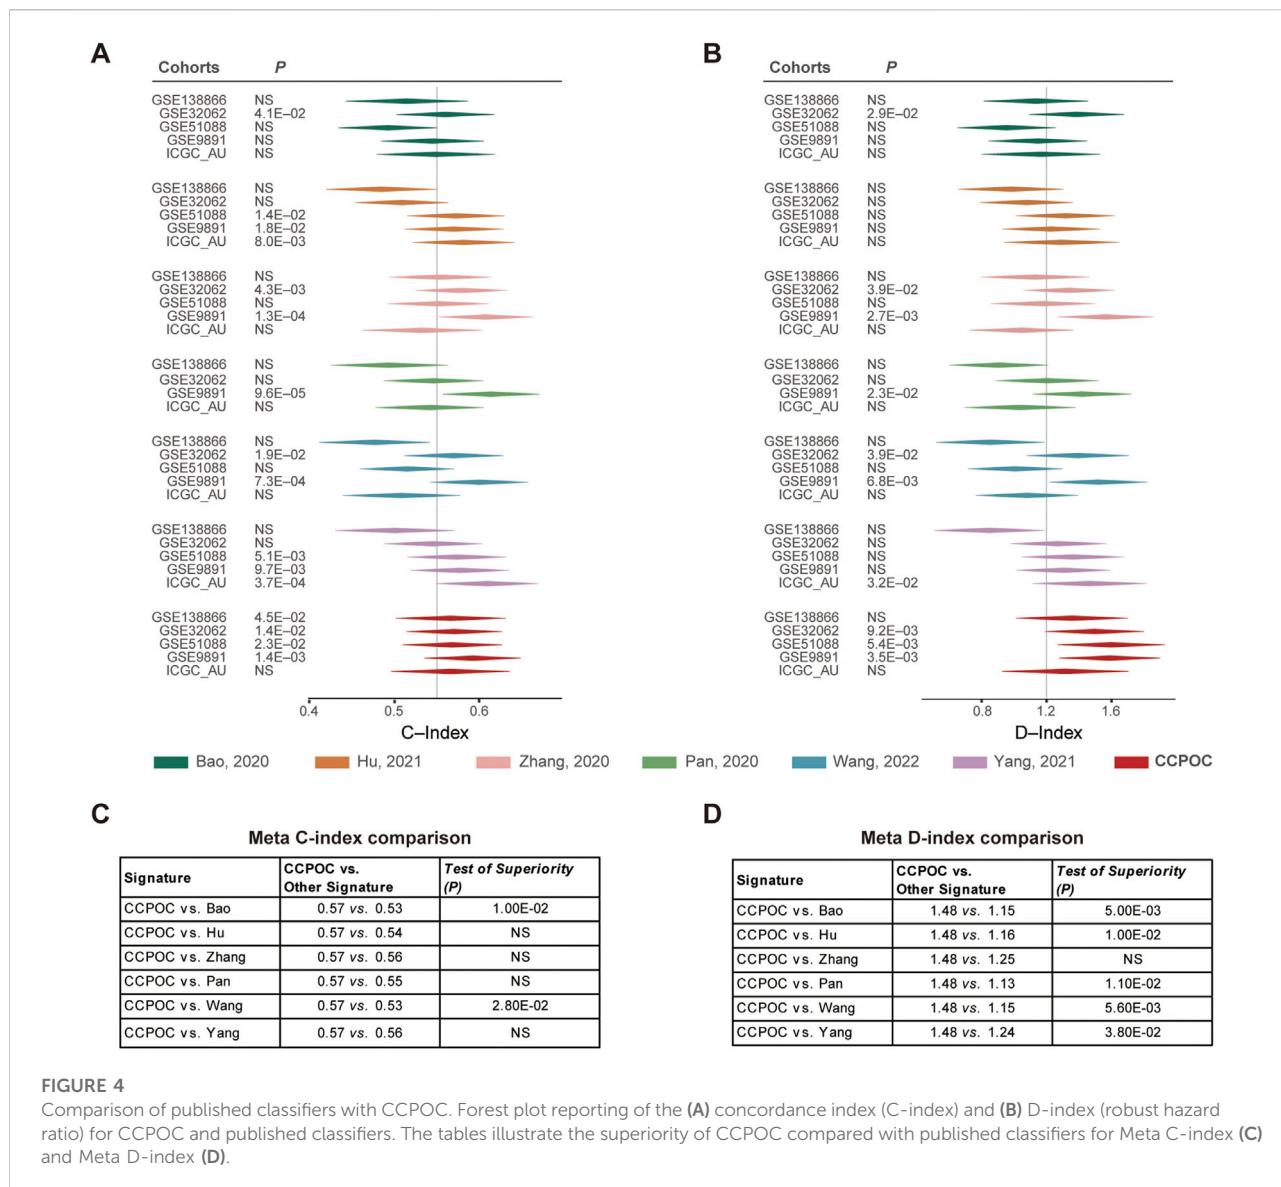 A
Cohorts P
GSE138866 NS
GSE32062 4.1E–02
GSE51088 NS
GSE9891 NS
ICGC_AU NS
GSE138866 NS
GSE32062 NS
GSE51088 1.4E–02
GSE9891 1.8E–02
ICGC_AU 8.0E–03
GSE138866 NS
GSE32062 4.3E–03
GSE51088 NS
GSE9891 1.3E–04
ICGC_AU NS
GSE138866 NS
GSE32062 NS
GSE9891 9.6E–05
ICGC_AU NS
GSE138866 NS
GSE32062 1.9E–02
GSE51088 NS
GSE9891 7.3E–04
ICGC_AU NS
GSE138866 NS
GSE32062 NS
GSE51088 5.1E–03
GSE9891 9.7E–03
ICGC_AU 3.7E–04
GSE138866 4.5E–02
GSE32062 1.4E–02
GSE51088 2.3E–02
GSE9891 1.4E–03
ICGC_AU NS
0.4 0.5 0.6
C–Index
B
Cohorts P
GSE138866 NS
GSE32062 2.9E–02
GSE51088 NS
GSE9891 NS
ICGC_AU NS
GSE138866 NS
GSE32062 NS
GSE51088 NS
GSE9891 NS
ICGC_AU NS
GSE138866 NS
GSE32062 3.9E–02
GSE51088 NS
GSE9891 2.7E–03
ICGC_AU NS
GSE138866 NS
GSE32062 NS
GSE9891 2.3E–02
ICGC_AU NS
GSE138866 NS
GSE32062 3.9E–02
GSE51088 NS
GSE9891 6.8E–03
ICGC_AU NS
GSE138866 NS
GSE32062 NS
GSE51088 NS
GSE9891 NS
ICGC_AU 3.2E–02
GSE138866 NS
GSE32062 9.2E–03
GSE51088 5.4E–03
GSE9891 3.5E–03
ICGC_AU NS
0.8 1.2 1.6
D–Index
Bao, 2020 Hu, 2021 Zhang, 2020 Pan, 2020 Wang, 2022 Yang, 2021 CCPOC
C
Meta C-index comparison
Signature CCPOC vs. Other Signature Test of Superiority (P)
CCPOC vs. Bao 0.57 vs. 0.53 1.00E-02
CCPOC vs. Hu 0.57 vs. 0.54 NS
CCPOC vs. Zhang 0.57 vs. 0.56 NS
CCPOC vs. Pan 0.57 vs. 0.55 NS
CCPOC vs. Wang 0.57 vs. 0.53 2.80E-02
CCPOC vs. Yang 0.57 vs. 0.56 NS
D
Meta D-index comparison
Signature CCPOC vs. Other Signature Test of Superiority (P)
CCPOC vs. Bao 1.48 vs. 1.15 5.00E-03
CCPOC vs. Hu 1.48 vs. 1.16 1.00E-02
CCPOC vs. Zhang 1.48 vs. 1.25 NS
CCPOC vs. Pan 1.48 vs. 1.13 1.10E-02
CCPOC vs. Wang 1.48 vs. 1.15 5.60E-03
CCPOC vs. Yang 1.48 vs. 1.24 3.80E-02
FIGURE 4
Comparison of published classifiers with CCPOC. Forest plot reporting of the (A) concordance index (C-index) and (B) D-index (robust hazard
ratio) for CCPOC and published classifiers. The tables illustrate the superiority of CCPOC compared with published classifiers for Meta C-index (C)
and Meta D-index (D).